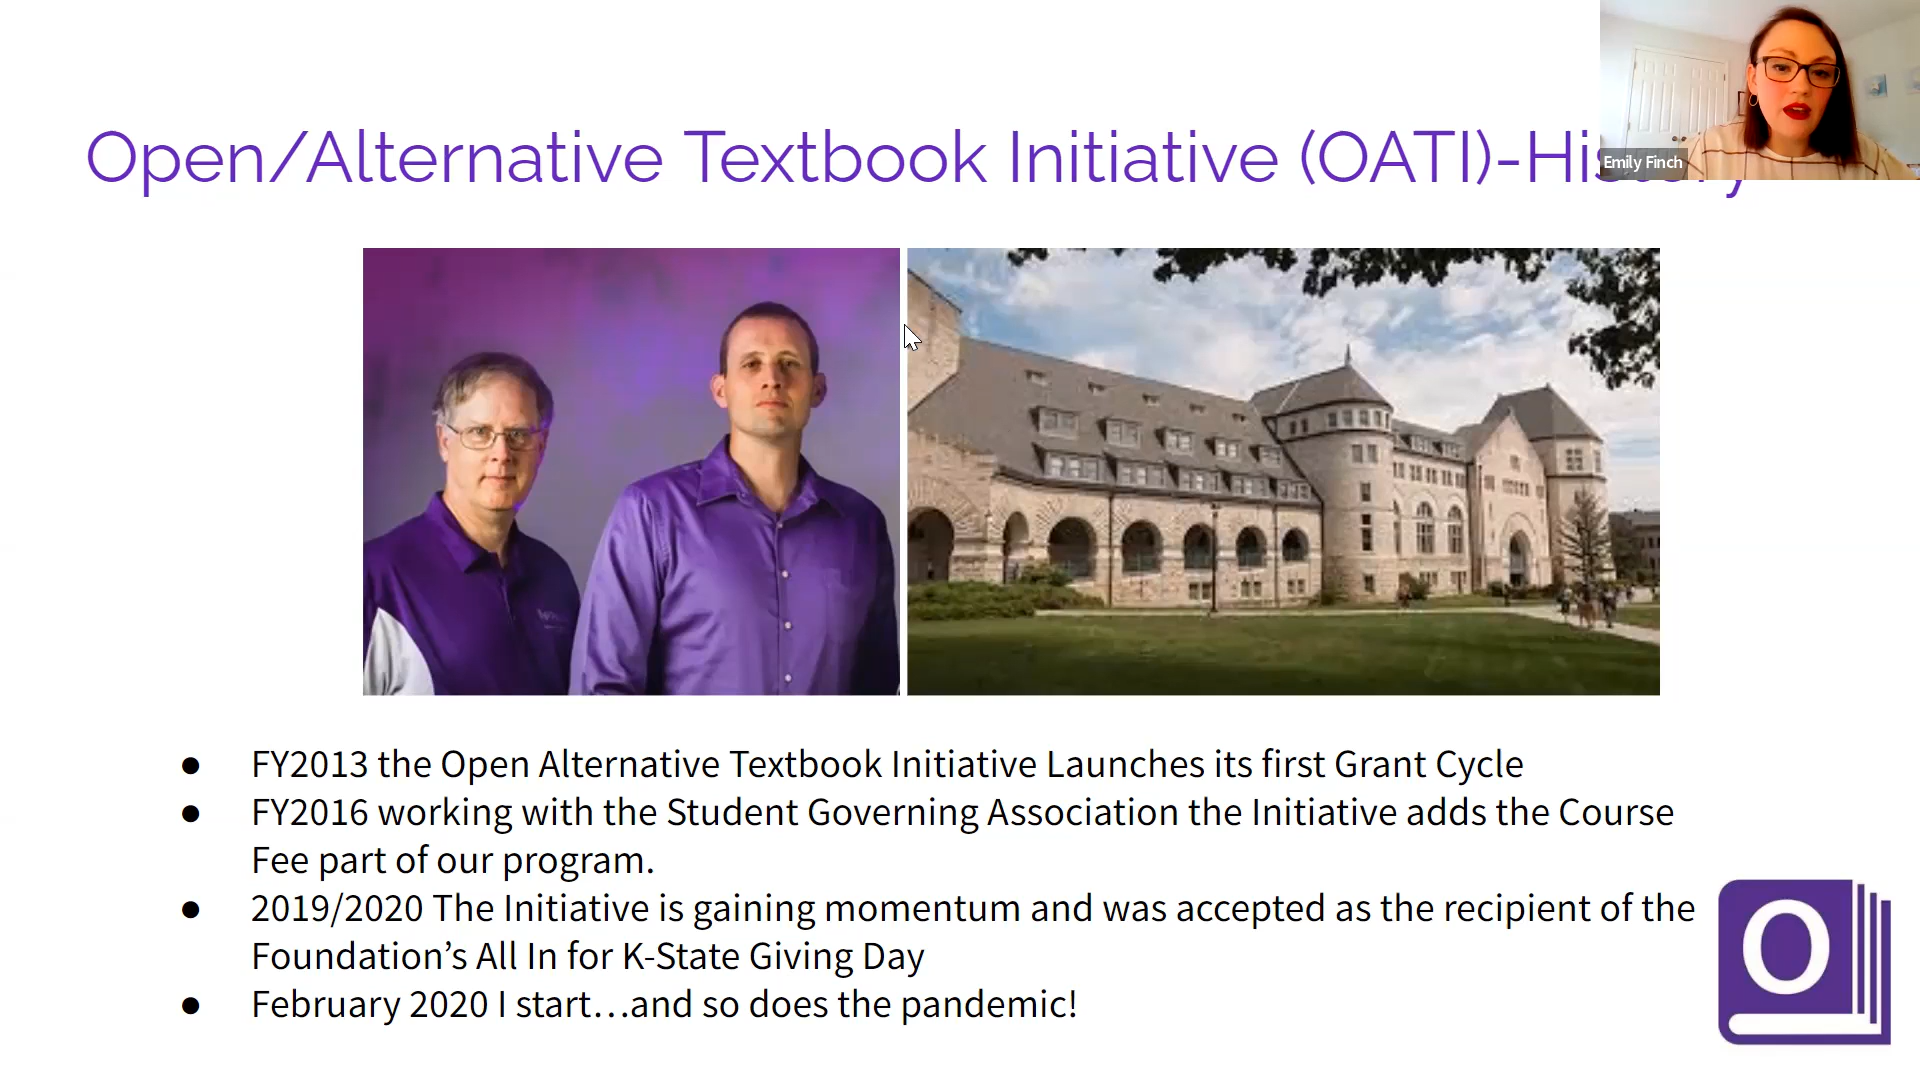 Open/Alternative Textbook Initiative (OATI)-History
Emily Finch
● FY2013 the Open Alternative Textbook Initiative Launches its first Grant Cycle
● FY2016 working with the Student Governing Association the Initiative adds the Course
Fee part of our program.
● 2019/2020 The Initiative is gaining momentum and was accepted as the recipient of the
Foundation’s All In for K-State Giving Day
● February 2020 I start…and so does the pandemic!
O